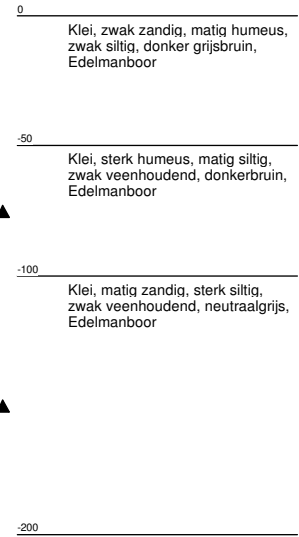 0
Klei, zwak zandig, matig humeus,
zwak siltig, donker grijsbruin,
Edelmanboor
-50
Klei, sterk humeus, matig siltig,
zwak veenhoudend, donkerbruin,
Edelmanboor
-100
Klei, matig zandig, sterk siltig,
zwak veenhoudend, neutraalgrijs,
Edelmanboor
-200